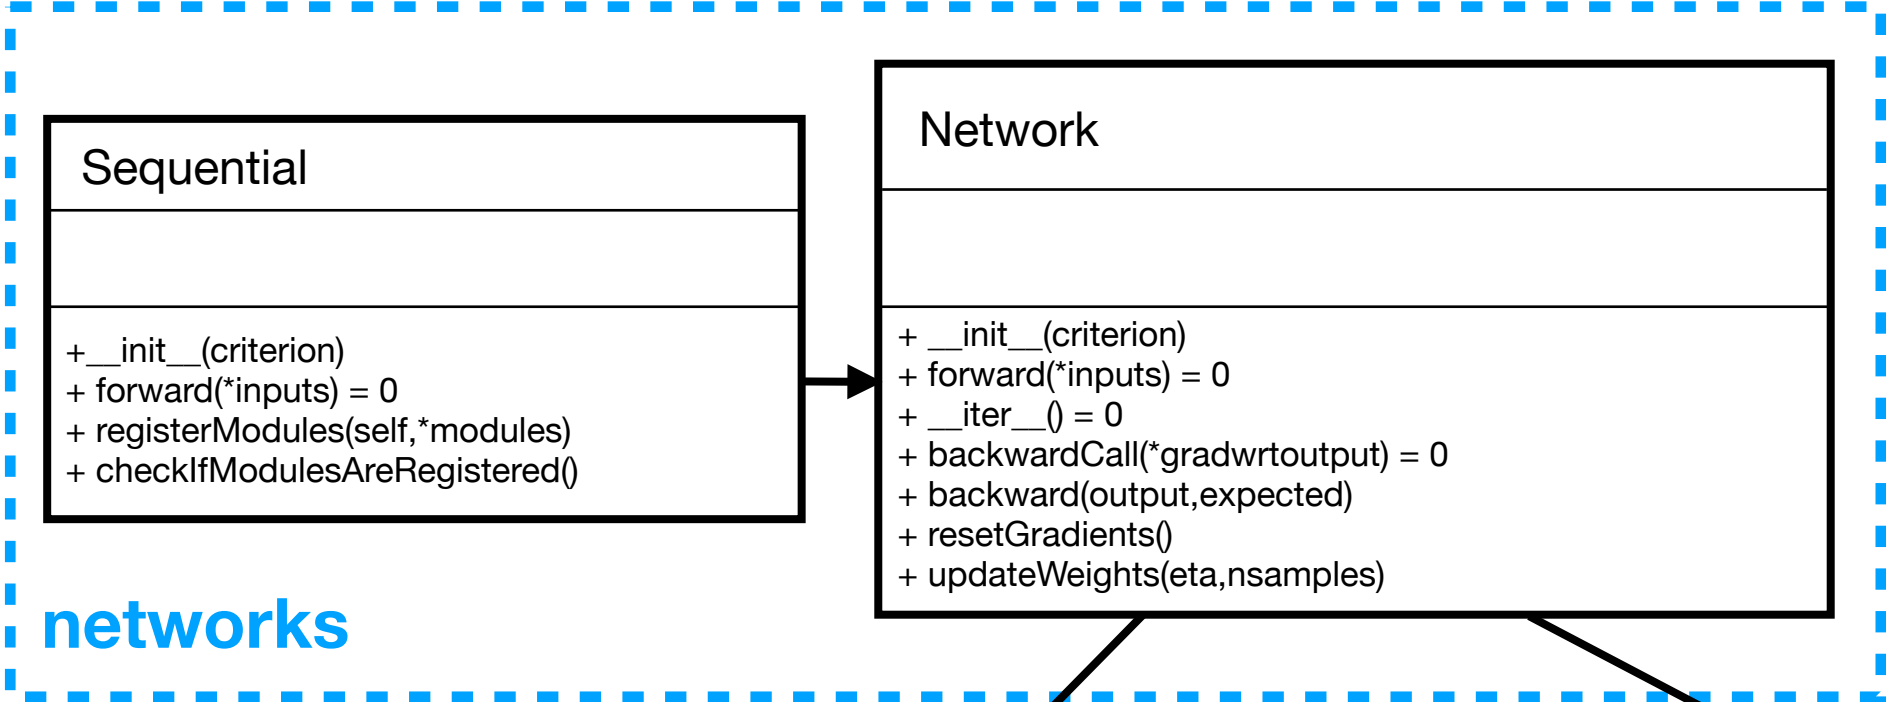 Sequential
+__init__(criterion)
+ forward(*inputs) = 0
+ registerModules(self,*modules)
+ checkIfModulesAreRegistered()
Network
+ __init__(criterion)
+ forward(*inputs) = 0
+ __iter__() = 0
+ backwardCall(*gradwrtoutput) = 0
+ backward(output,expected)
+ resetGradients()
+ updateWeights(eta,nsamples)
networks